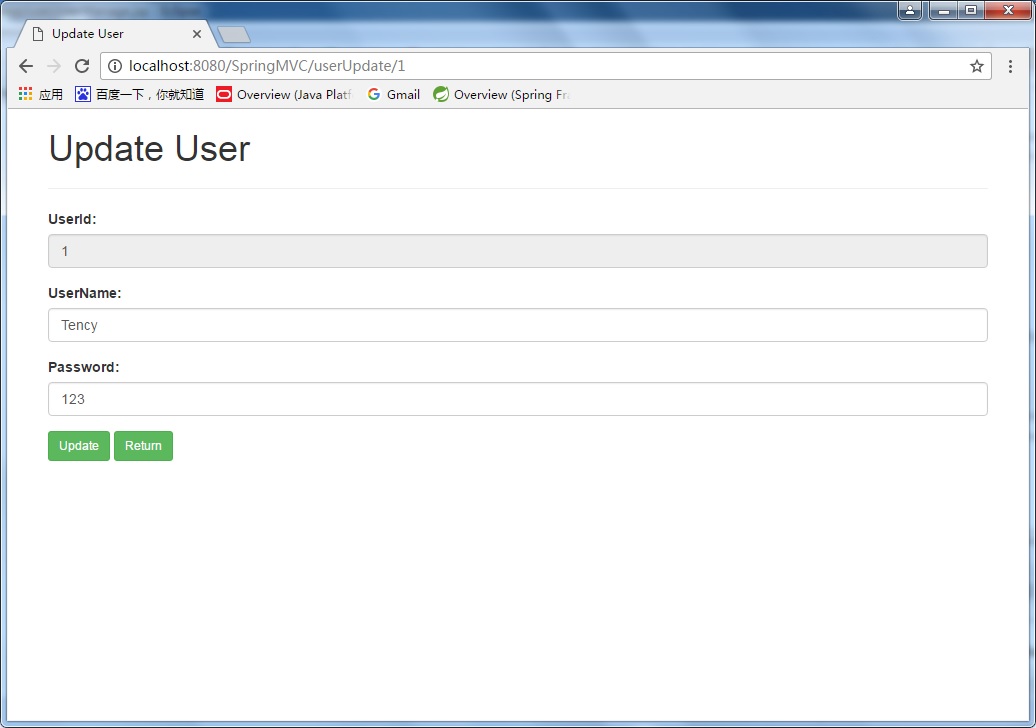 Update User
localhost:8080/SpringMVC/userUpdate/1
应用 百度一下，你就知道 Overview (Java Platf Gmail Overview (Spring Fra
Update User
UserId:
1
UserName:
Tency
Password:
123
Update Return